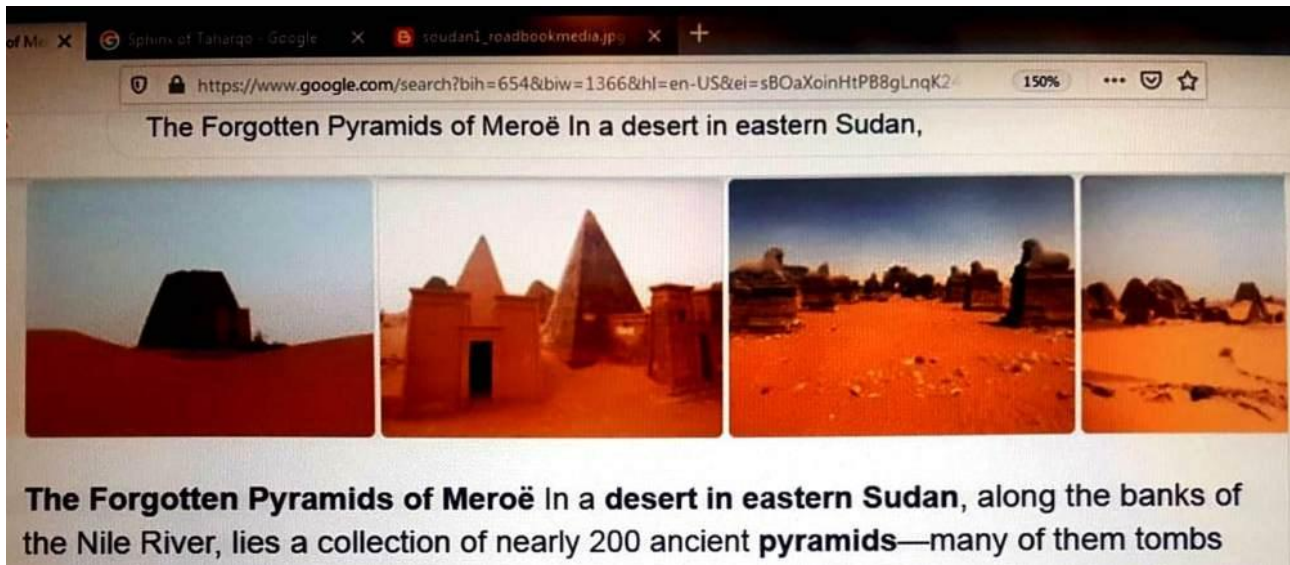 of Me
Sphinx of Taharqo - Google
soudan1_roadbookmedia.jpg
https://www.google.com/search?bih=654&biw=1366&hl=en-US&ei=sBOaXoinHtPB8gLnqK2
150%
The Forgotten Pyramids of Meroë In a desert in eastern Sudan,
The Forgotten Pyramids of Meroë In a desert in eastern Sudan, along the banks of
the Nile River, lies a collection of nearly 200 ancient pyramids—many of them tombs